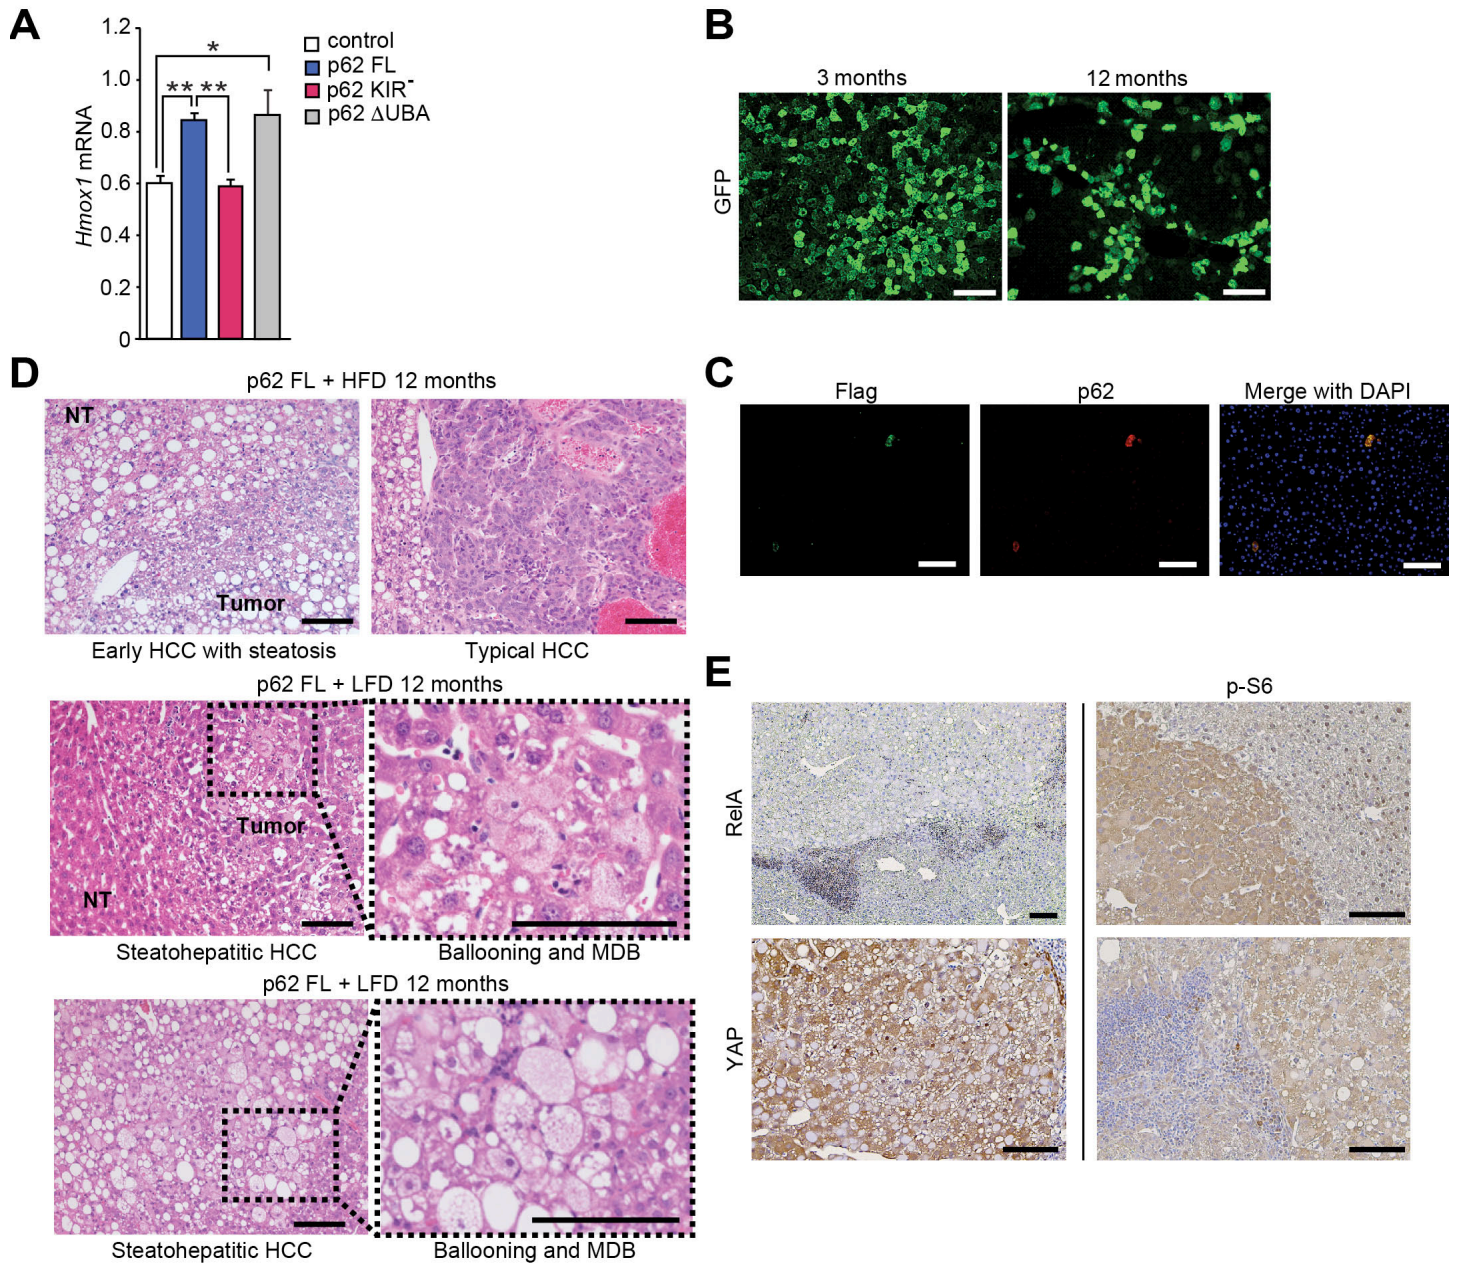 A
1.2
1.0
0.8
0.6
0.4
0.2
0
Hmox1 mRNA
*
** **
control
p62 FL
p62 KIR-
p62 ΔUBA
B
3 months
12 months
GFP
C
Flag
p62
Merge with DAPI
D
p62 FL + HFD 12 months
NT
Tumor
Early HCC with steatosis
Typical HCC
p62 FL + LFD 12 months
NT
Tumor
Steatohepatitic HCC
Ballooning and MDB
p62 FL + LFD 12 months
Steatohepatitic HCC
Ballooning and MDB
E
p-S6
RelA
YAP